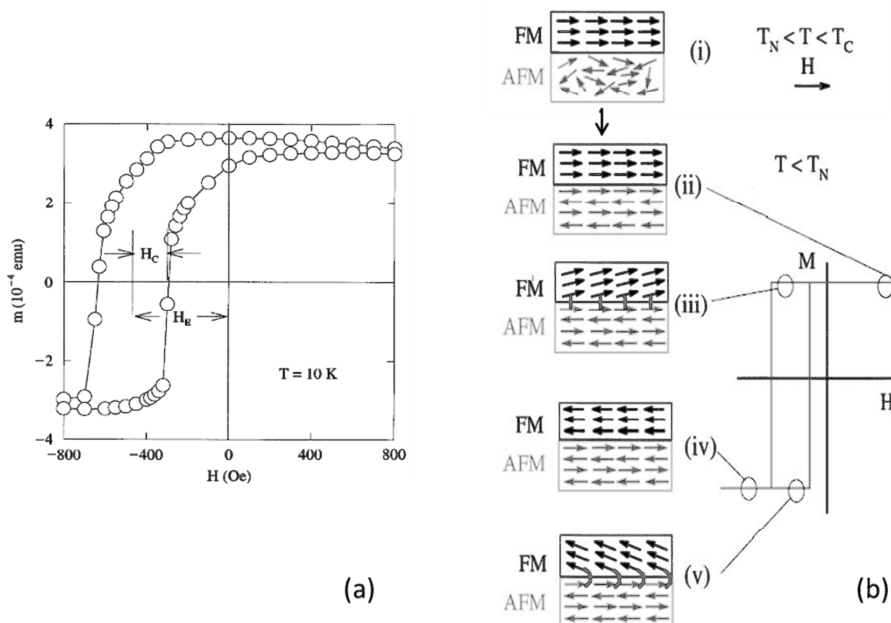 4
2
0
−2
−4
m (10⁻⁴ emu)
H_C
H_E
T = 10 K
−800
−400
0
400
800
H (Oe)
(a)
FM
AFM
(i)
T_N < T < T_C
H
FM
AFM
(ii)
T < T_N
FM
AFM
(iii)
M
H
FM
AFM
(iv)
FM
AFM
(v)
(b)